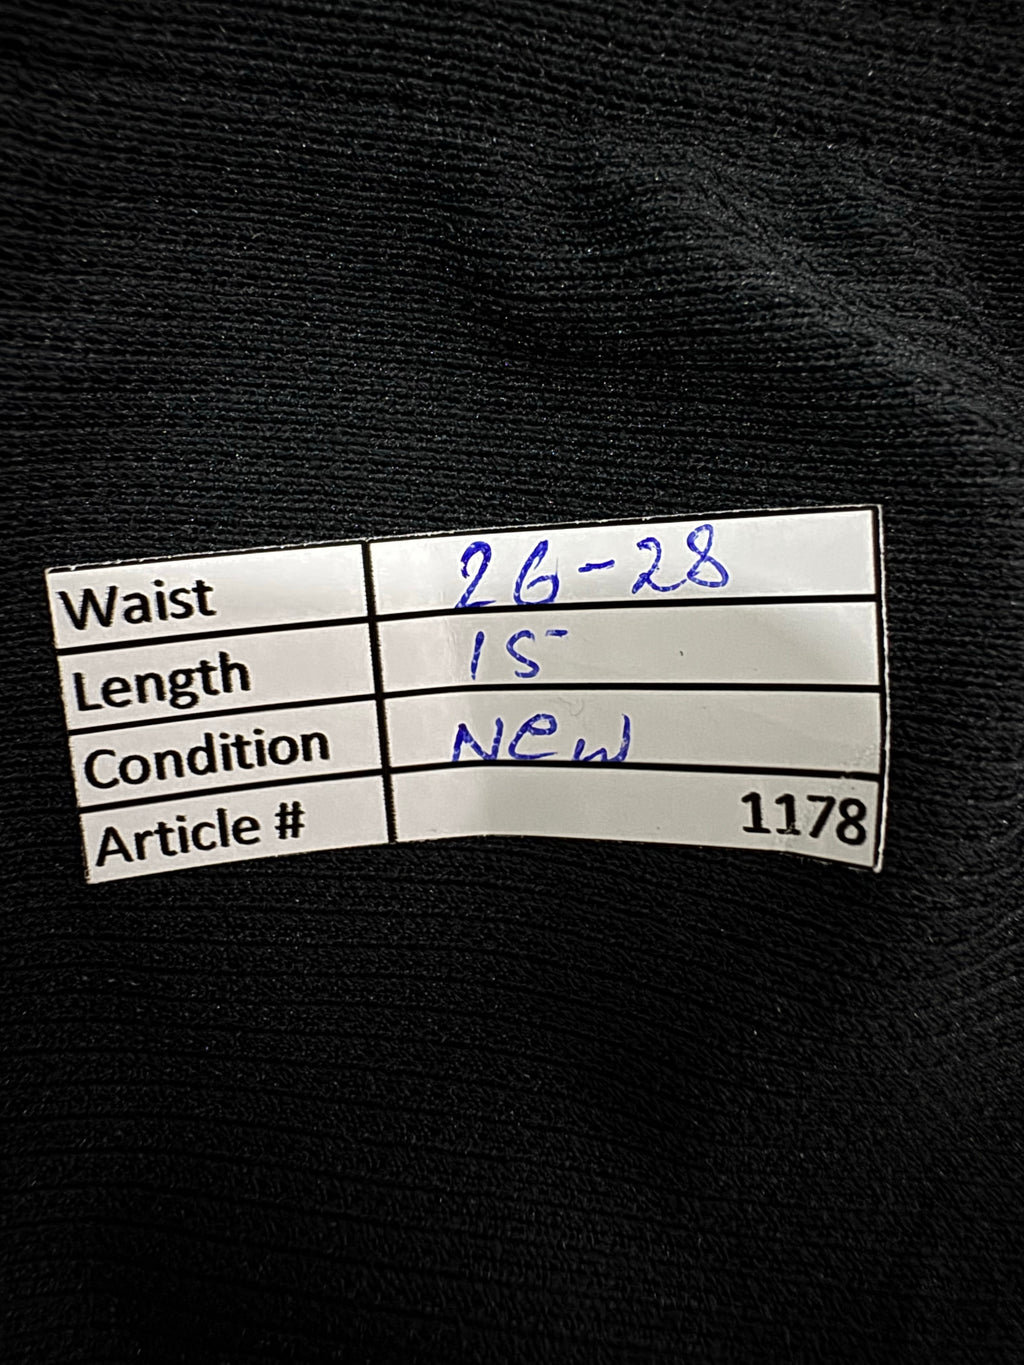 Waist 26-28
Length 15
Condition New
Article # 1178